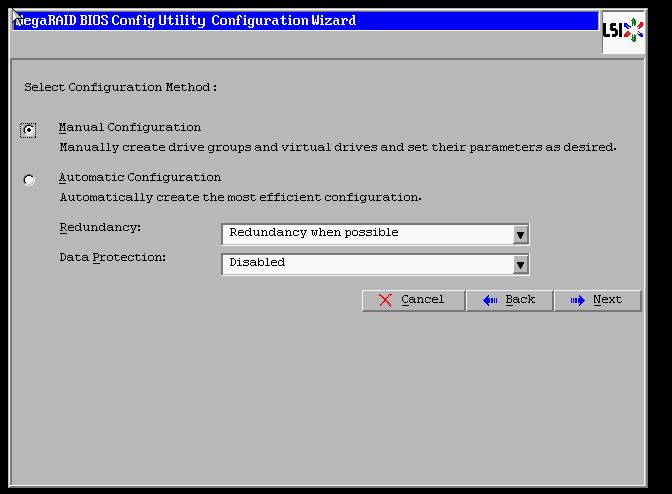 MegaRAID BIOS Config Utility Configuration Wizard
LSI
Select Configuration Method:
Manual Configuration
Manually create drive groups and virtual drives and set their parameters as desired.
Automatic Configuration
Automatically create the most efficient configuration.
Redundancy: Redundancy when possible
Data Protection: Disabled
Cancel Back Next